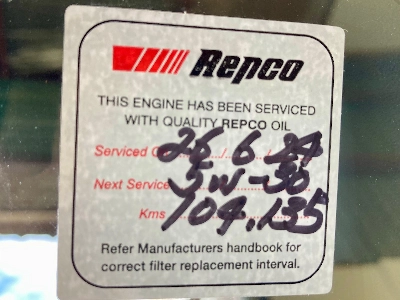 Repco
THIS ENGINE HAS BEEN SERVICED
WITH QUALITY REPCO OIL
Serviced 26/6/24
Next Service 5W-30
Kms 104,135
Refer Manufacturers handbook for
correct filter replacement interval.